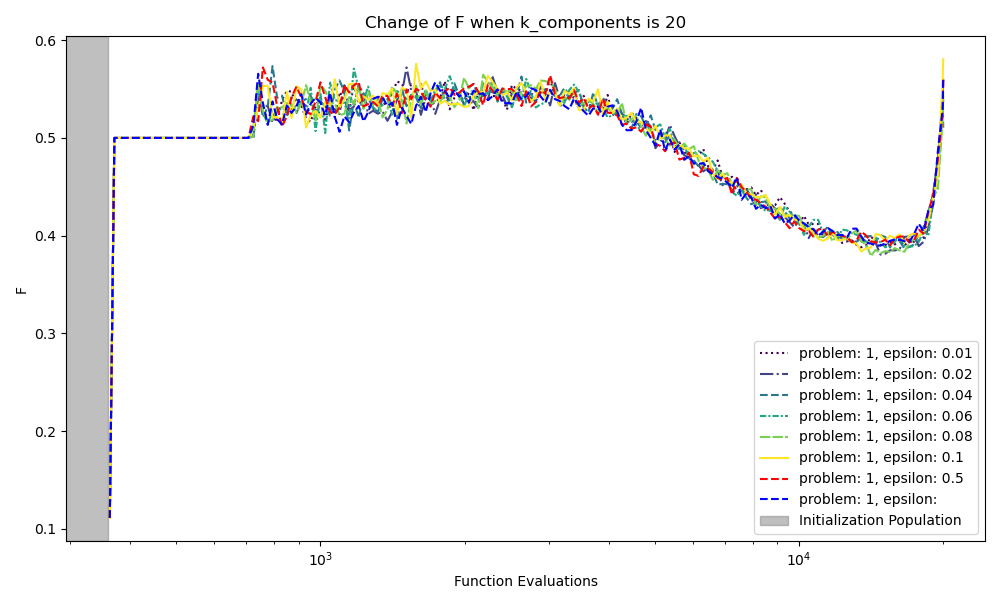 Change of F when k_components is 20
F
0.6
0.5
0.4
0.3
0.2
0.1
10³
10⁴
Function Evaluations
problem: 1, epsilon: 0.01
problem: 1, epsilon: 0.02
problem: 1, epsilon: 0.04
problem: 1, epsilon: 0.06
problem: 1, epsilon: 0.08
problem: 1, epsilon: 0.1
problem: 1, epsilon: 0.5
problem: 1, epsilon:
Initialization Population